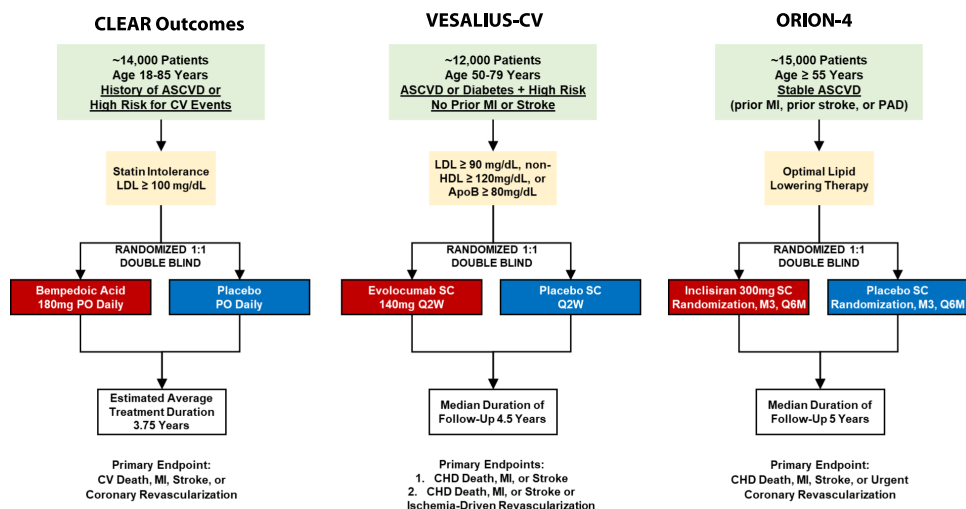 CLEAR Outcomes
~14,000 Patients
Age 18-85 Years
History of ASCVD or
High Risk for CV Events
Statin Intolerance
LDL ≥ 100 mg/dL
RANDOMIZED 1:1
DOUBLE BLIND
Bempedoic Acid
180mg PO Daily
Placebo
PO Daily
Estimated Average
Treatment Duration
3.75 Years
Primary Endpoint:
CV Death, MI, Stroke, or
Coronary Revascularization
VESALIUS-CV
~12,000 Patients
Age 50-79 Years
ASCVD or Diabetes + High Risk
No Prior MI or Stroke
LDL ≥ 90 mg/dL, non-
HDL ≥ 120mg/dL, or
ApoB ≥ 80mg/dL
RANDOMIZED 1:1
DOUBLE BLIND
Evolocumab SC
140mg Q2W
Placebo SC
Q2W
Median Duration of
Follow-Up 4.5 Years
Primary Endpoints:
1. CHD Death, MI, or Stroke
2. CHD Death, MI, or Stroke or
Ischemia-Driven Revascularization
ORION-4
~15,000 Patients
Age ≥ 55 Years
Stable ASCVD
(prior MI, prior stroke, or PAD)
Optimal Lipid
Lowering Therapy
RANDOMIZED 1:1
DOUBLE BLIND
Inclisiran 300mg SC
Randomization, M3, Q6M
Placebo SC
Randomization, M3, Q6M
Median Duration of
Follow-Up 5 Years
Primary Endpoint:
CHD Death, MI, Stroke, or Urgent
Coronary Revascularization